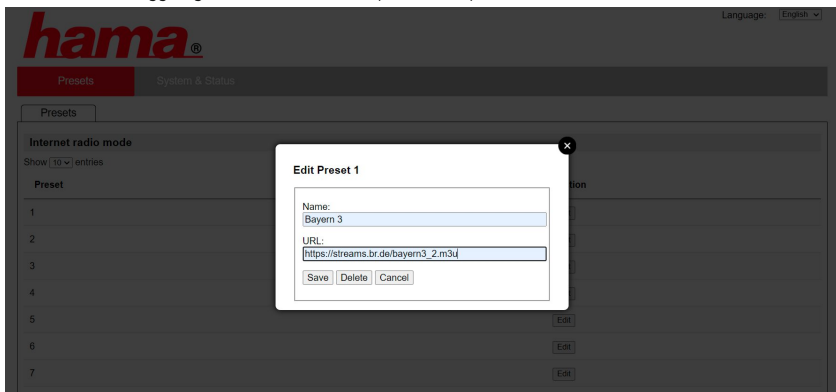 Language: English
hama®
Presets System & Status
Presets
Internet radio mode
Show 10 entries
Preset
1
2
3
4
5 Edit
6 Edit
7 Edit
Edit Preset 1
Name:
Bayern 3
URL:
https://streams.br.de/bayern3_2.m3u
Save Delete Cancel